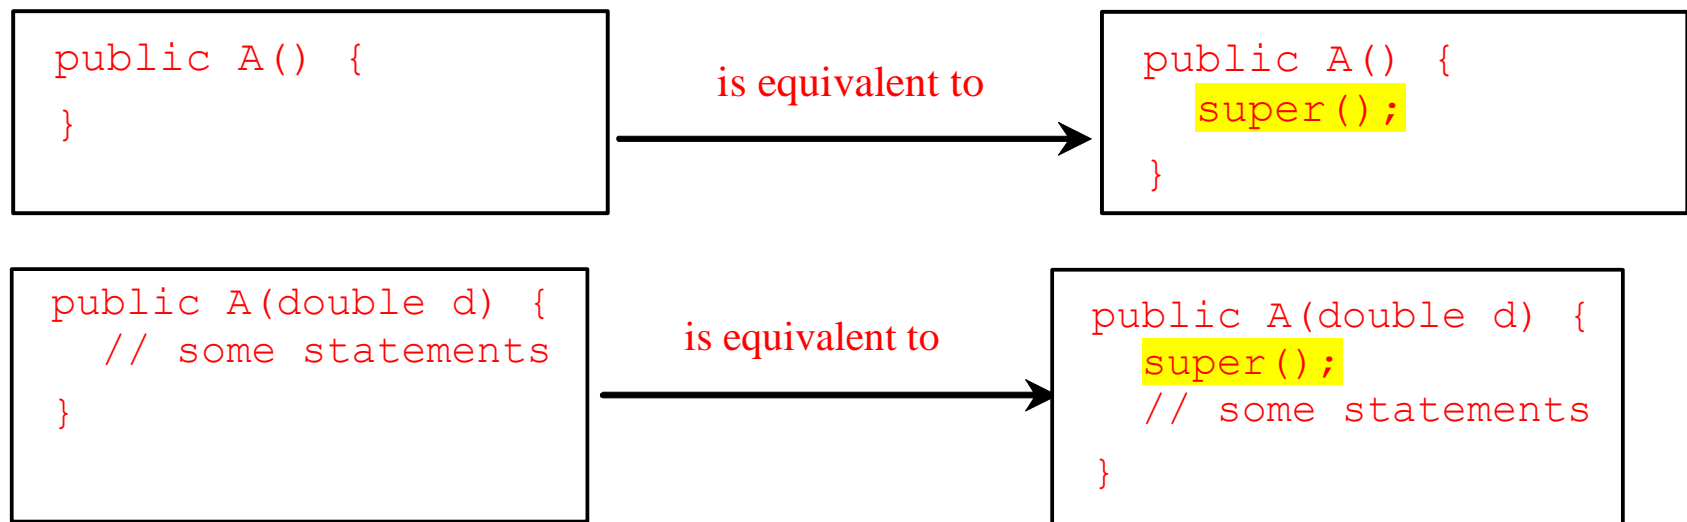 public A() {
}
is equivalent to
public A() {
super();
}
public A(double d) {
// some statements
}
is equivalent to
public A(double d) {
super();
// some statements
}